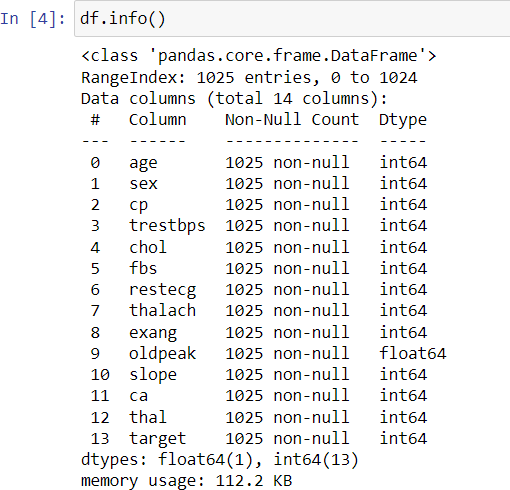 In [4]: df.info()
<class 'pandas.core.frame.DataFrame'>
RangeIndex: 1025 entries, 0 to 1024
Data columns (total 14 columns):
 #   Column    Non-Null Count  Dtype
---  ------    --------------  -----
 0   age       1025 non-null   int64
 1   sex       1025 non-null   int64
 2   cp        1025 non-null   int64
 3   trestbps  1025 non-null   int64
 4   chol      1025 non-null   int64
 5   fbs       1025 non-null   int64
 6   restecg   1025 non-null   int64
 7   thalach   1025 non-null   int64
 8   exang     1025 non-null   int64
 9   oldpeak   1025 non-null   float64
 10  slope     1025 non-null   int64
 11  ca        1025 non-null   int64
 12  thal      1025 non-null   int64
 13  target    1025 non-null   int64
dtypes: float64(1), int64(13)
memory usage: 112.2 KB